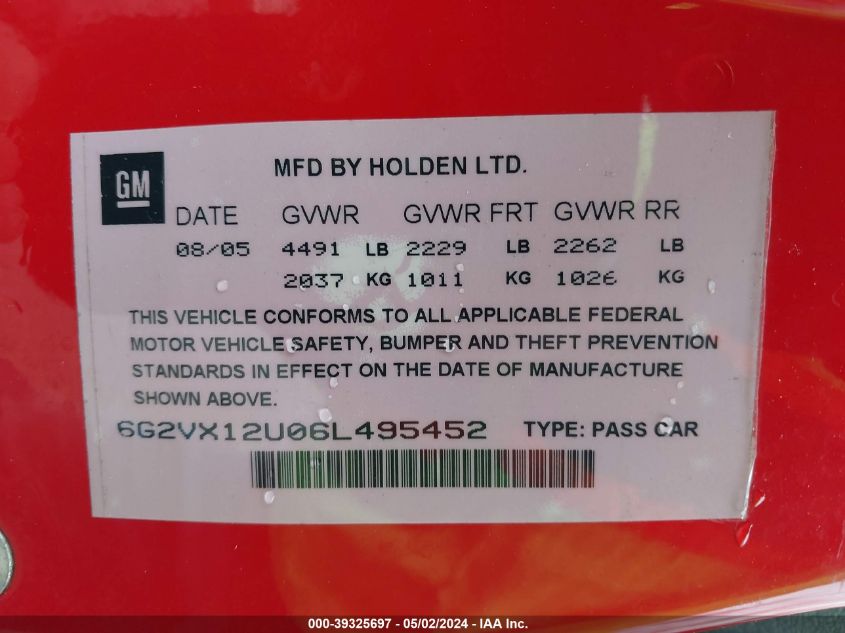 GM
MFD BY HOLDEN LTD.
DATE GVWR GVWR FRT GVWR RR
08/05 4491 LB 2229 LB 2262 LB
2037 KG 1011 KG 1026 KG
THIS VEHICLE CONFORMS TO ALL APPLICABLE FEDERAL
MOTOR VEHICLE SAFETY, BUMPER AND THEFT PREVENTION
STANDARDS IN EFFECT ON THE DATE OF MANUFACTURE
SHOWN ABOVE.
6G2VX12U06L495452 TYPE: PASS CAR
000-39325697 - 05/02/2024 - IAA Inc.